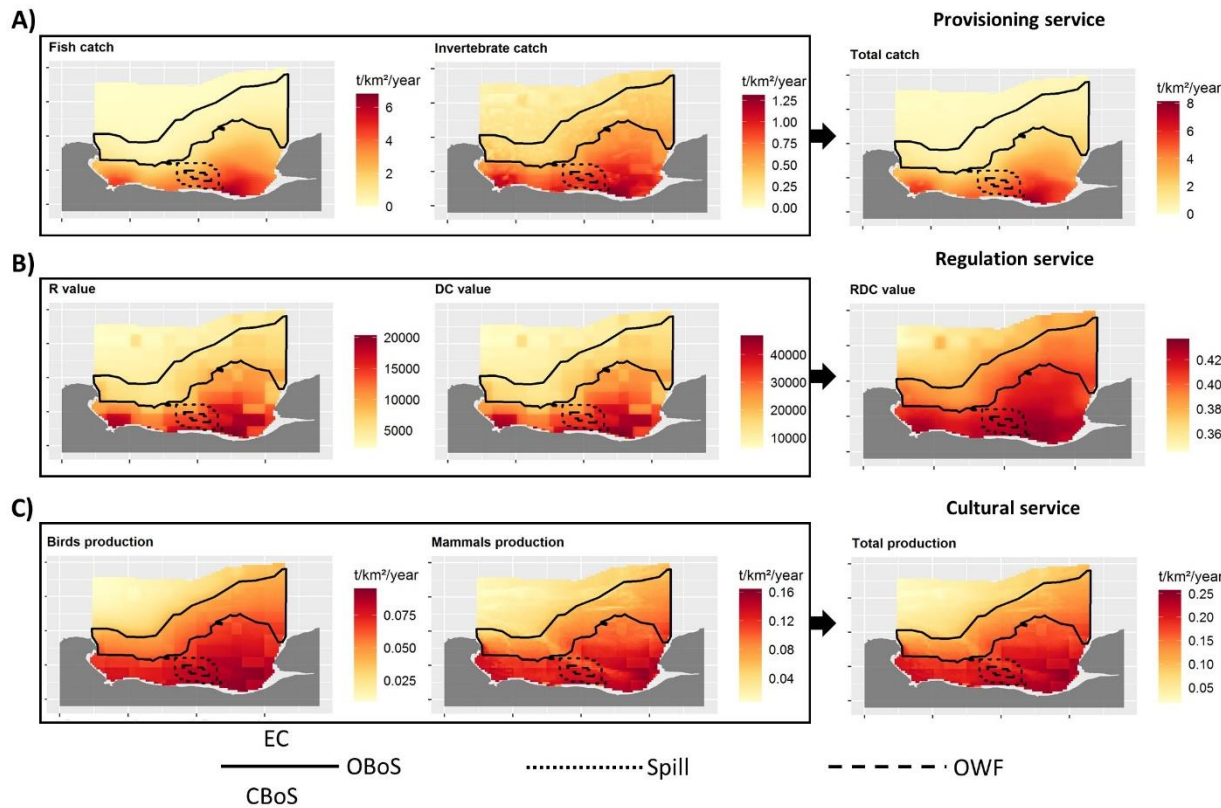 A)
Provisioning service
Fish catch
Invertebrate catch
Total catch
t/km²/year
6
4
2
0
t/km²/year
1.25
1.00
0.75
0.50
0.25
0.00
t/km²/year
8
6
4
2
0
B)
Regulation service
R value
DC value
RDC value
20000
15000
10000
5000
40000
30000
20000
10000
0.42
0.40
0.38
0.36
C)
Cultural service
Birds production
Mammals production
Total production
t/km²/year
0.075
0.050
0.025
t/km²/year
0.16
0.12
0.08
0.04
t/km²/year
0.25
0.20
0.15
0.10
0.05
EC
OBoS
Spill
OWF
CBoS